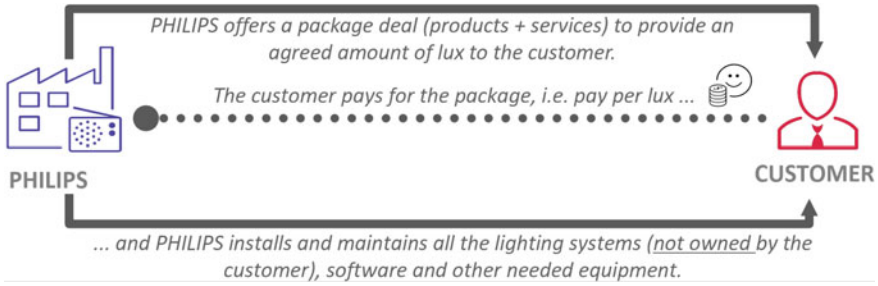 PHILIPS offers a package deal (products + services) to provide an
agreed amount of lux to the customer.
The customer pays for the package, i.e. pay per lux ...
PHILIPS
CUSTOMER
... and PHILIPS installs and maintains all the lighting systems (not owned by the
customer), software and other needed equipment.